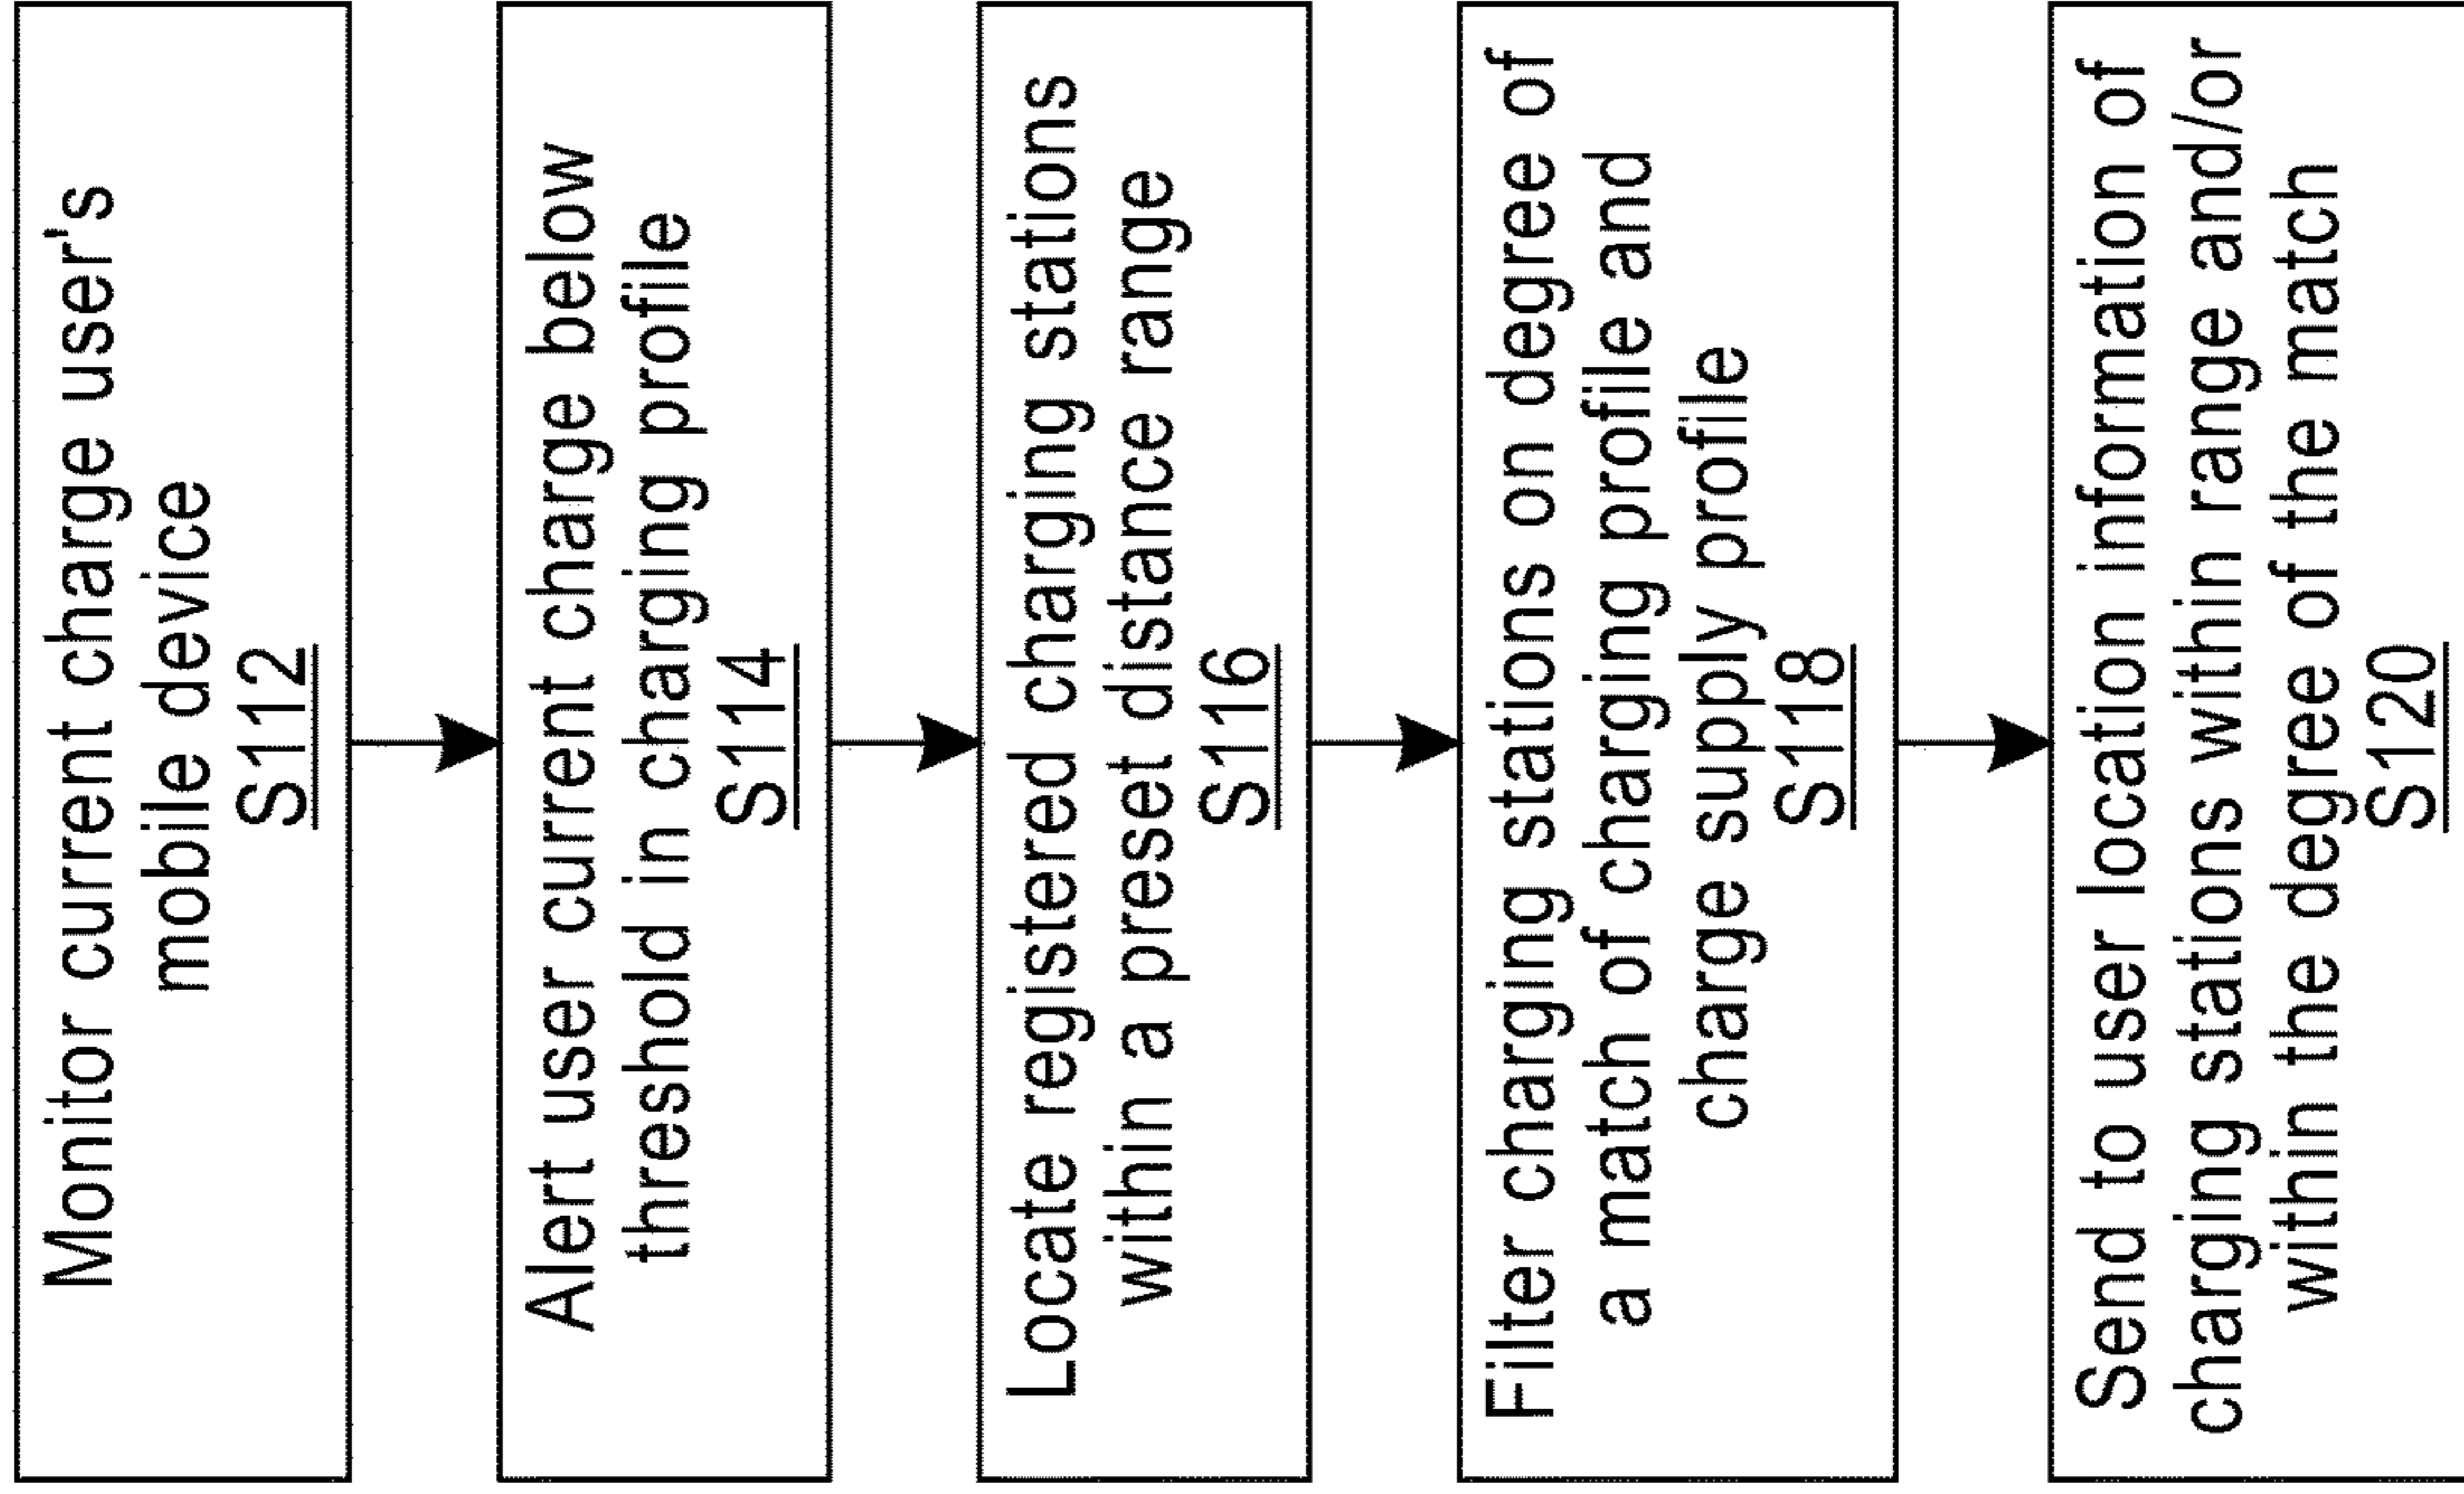 Monitor current charge user's
mobile device
S112
Alert user current charge below
threshold in charging profile
S114
Locate registered charging stations
within a preset distance range
S116
Filter charging stations on degree of
a match of charging profile and
charge supply profile
S118
Send to user location information of
charging stations within range and/or
within the degree of the match
S120